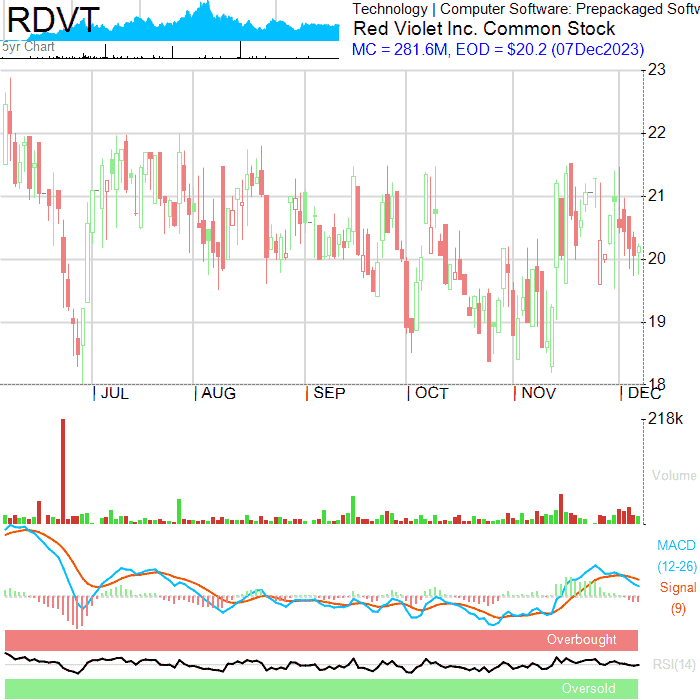 RDVT
5yr Chart
Technology | Computer Software: Prepackaged Softw
Red Violet Inc. Common Stock
MC = 281.6M, EOD = $20.2 (07Dec2023)
23
22
21
20
19
18
| JUL | AUG | SEP | OCT | NOV | DEC
218k
Volume
MACD
(12-26)
Signal
(9)
Overbought
RSI(14)
Oversold